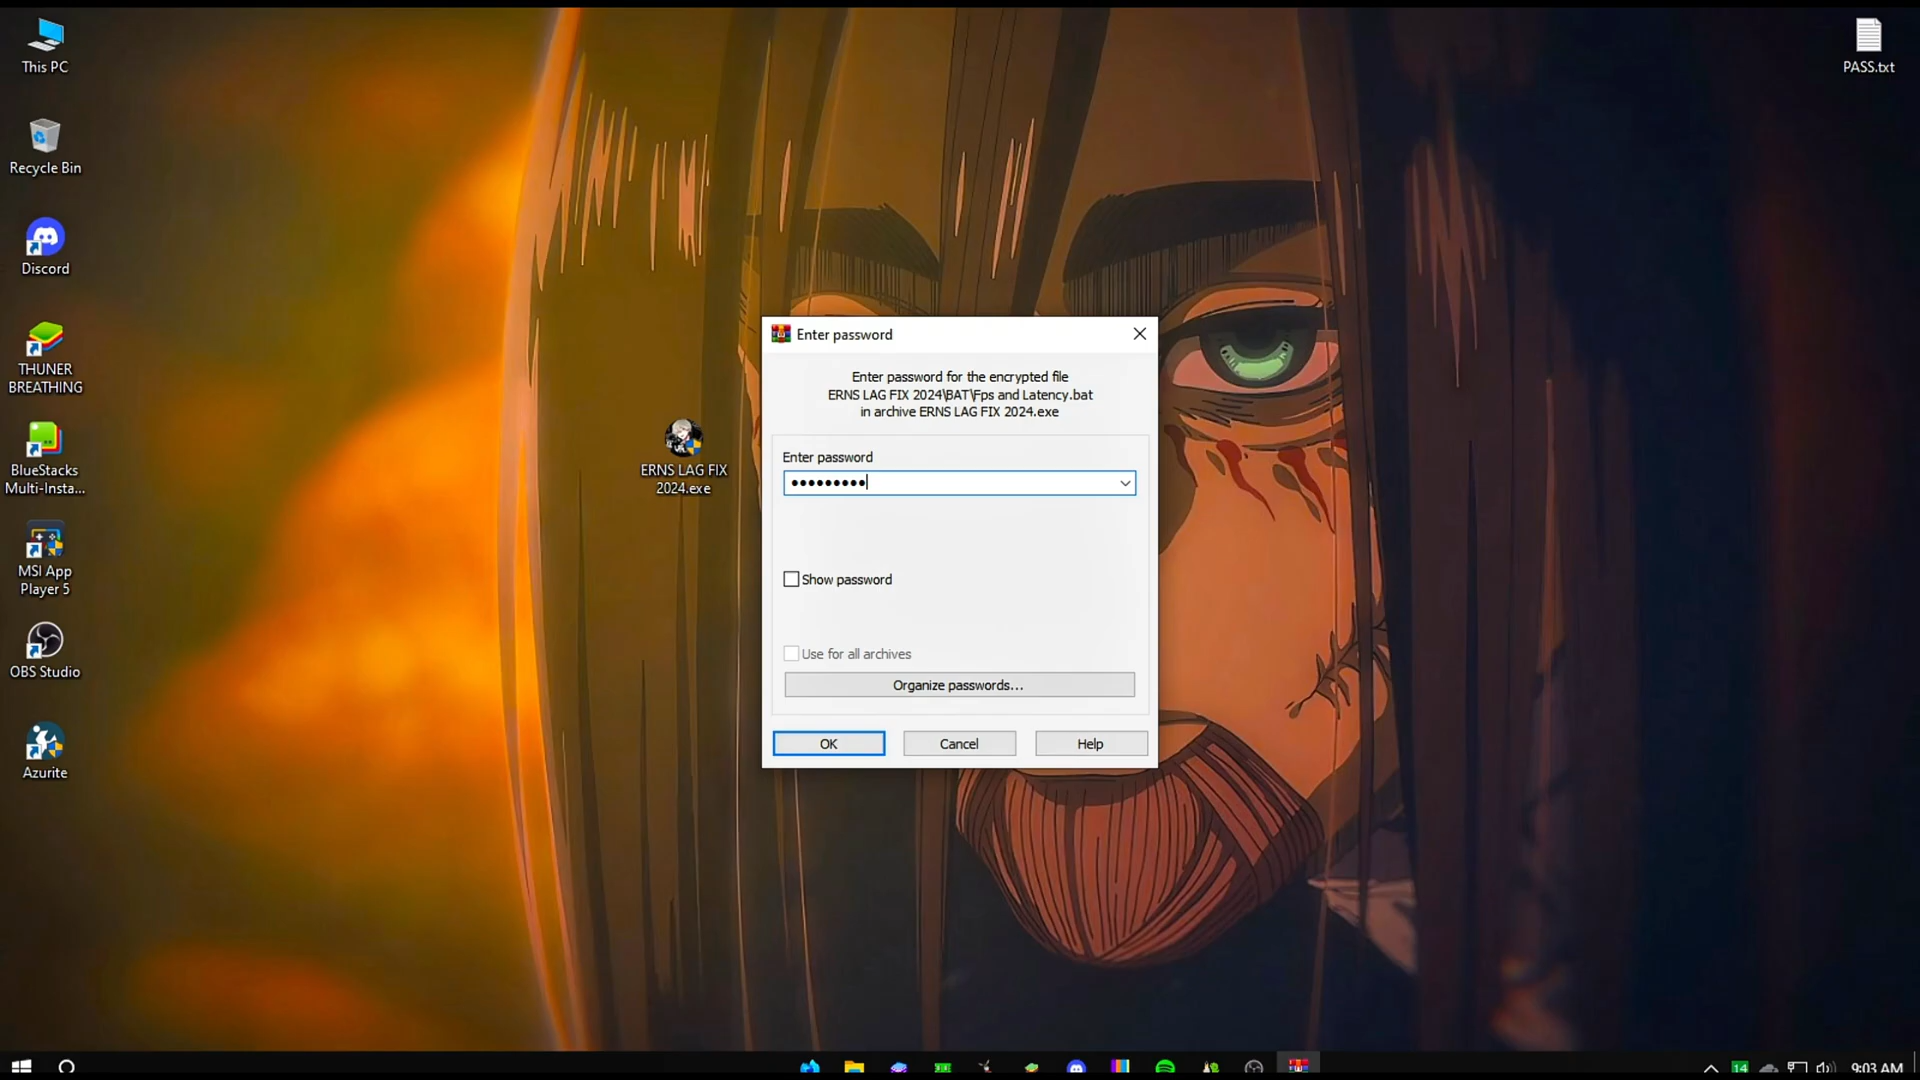 This PC
Recycle Bin
Discord
THUNER
BREATHING
BlueStacks
Multi-Insta...
MSI App
Player 5
OBS Studio
Azurite
ERNS LAG FIX
2024.exe
PASS.txt
Enter password
Enter password for the encrypted file
ERNS LAG FIX 2024\BAT\Fps and Latency.bat
in archive ERNS LAG FIX 2024.exe
Enter password
•••••••••
Show password
Use for all archives
Organize passwords...
OK
Cancel
Help
14
9:03 AM